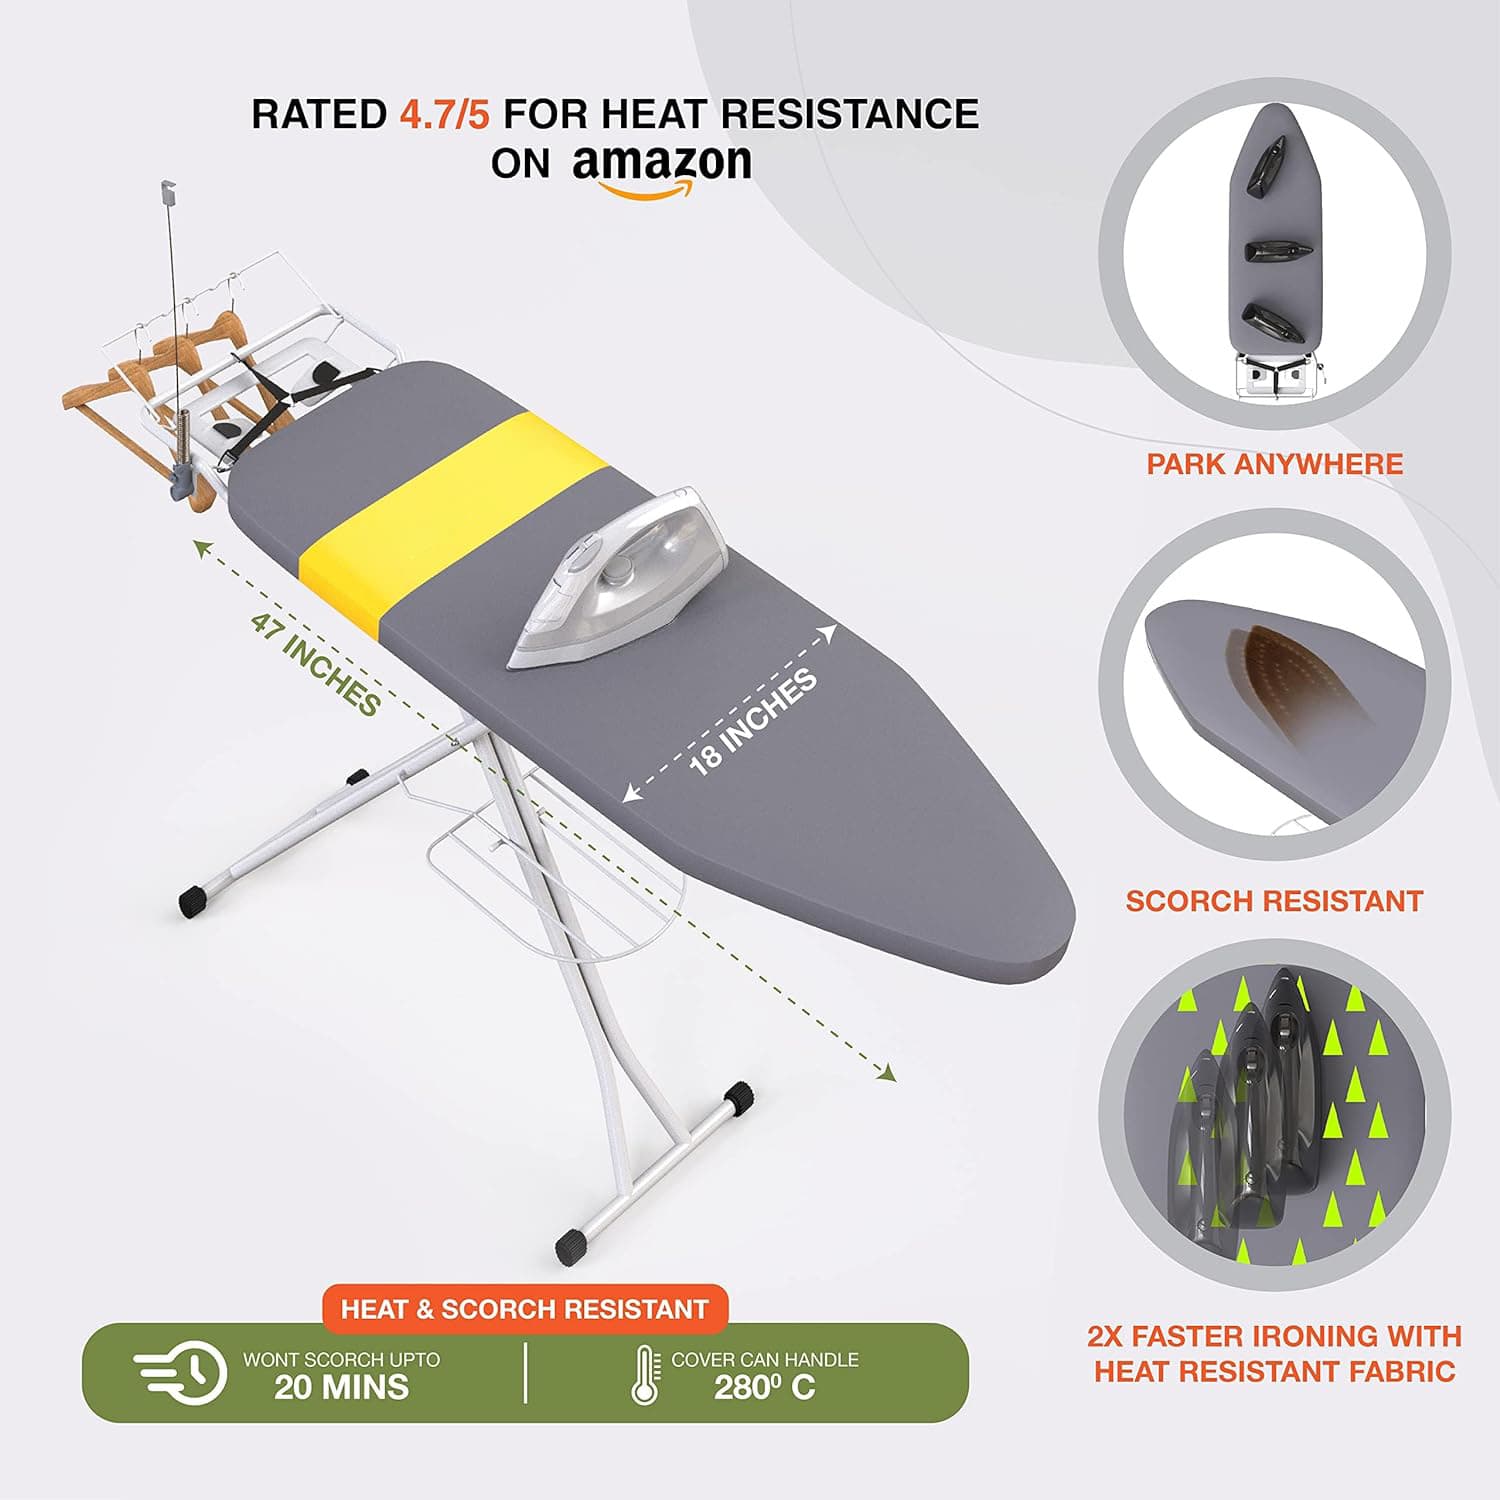 RATED 4.7/5 FOR HEAT RESISTANCE
ON amazon
47 INCHES
18 INCHES
PARK ANYWHERE
SCORCH RESISTANT
2X FASTER IRONING WITH
HEAT RESISTANT FABRIC
HEAT & SCORCH RESISTANT
WONT SCORCH UPTO
20 MINS
COVER CAN HANDLE
280⁰ C